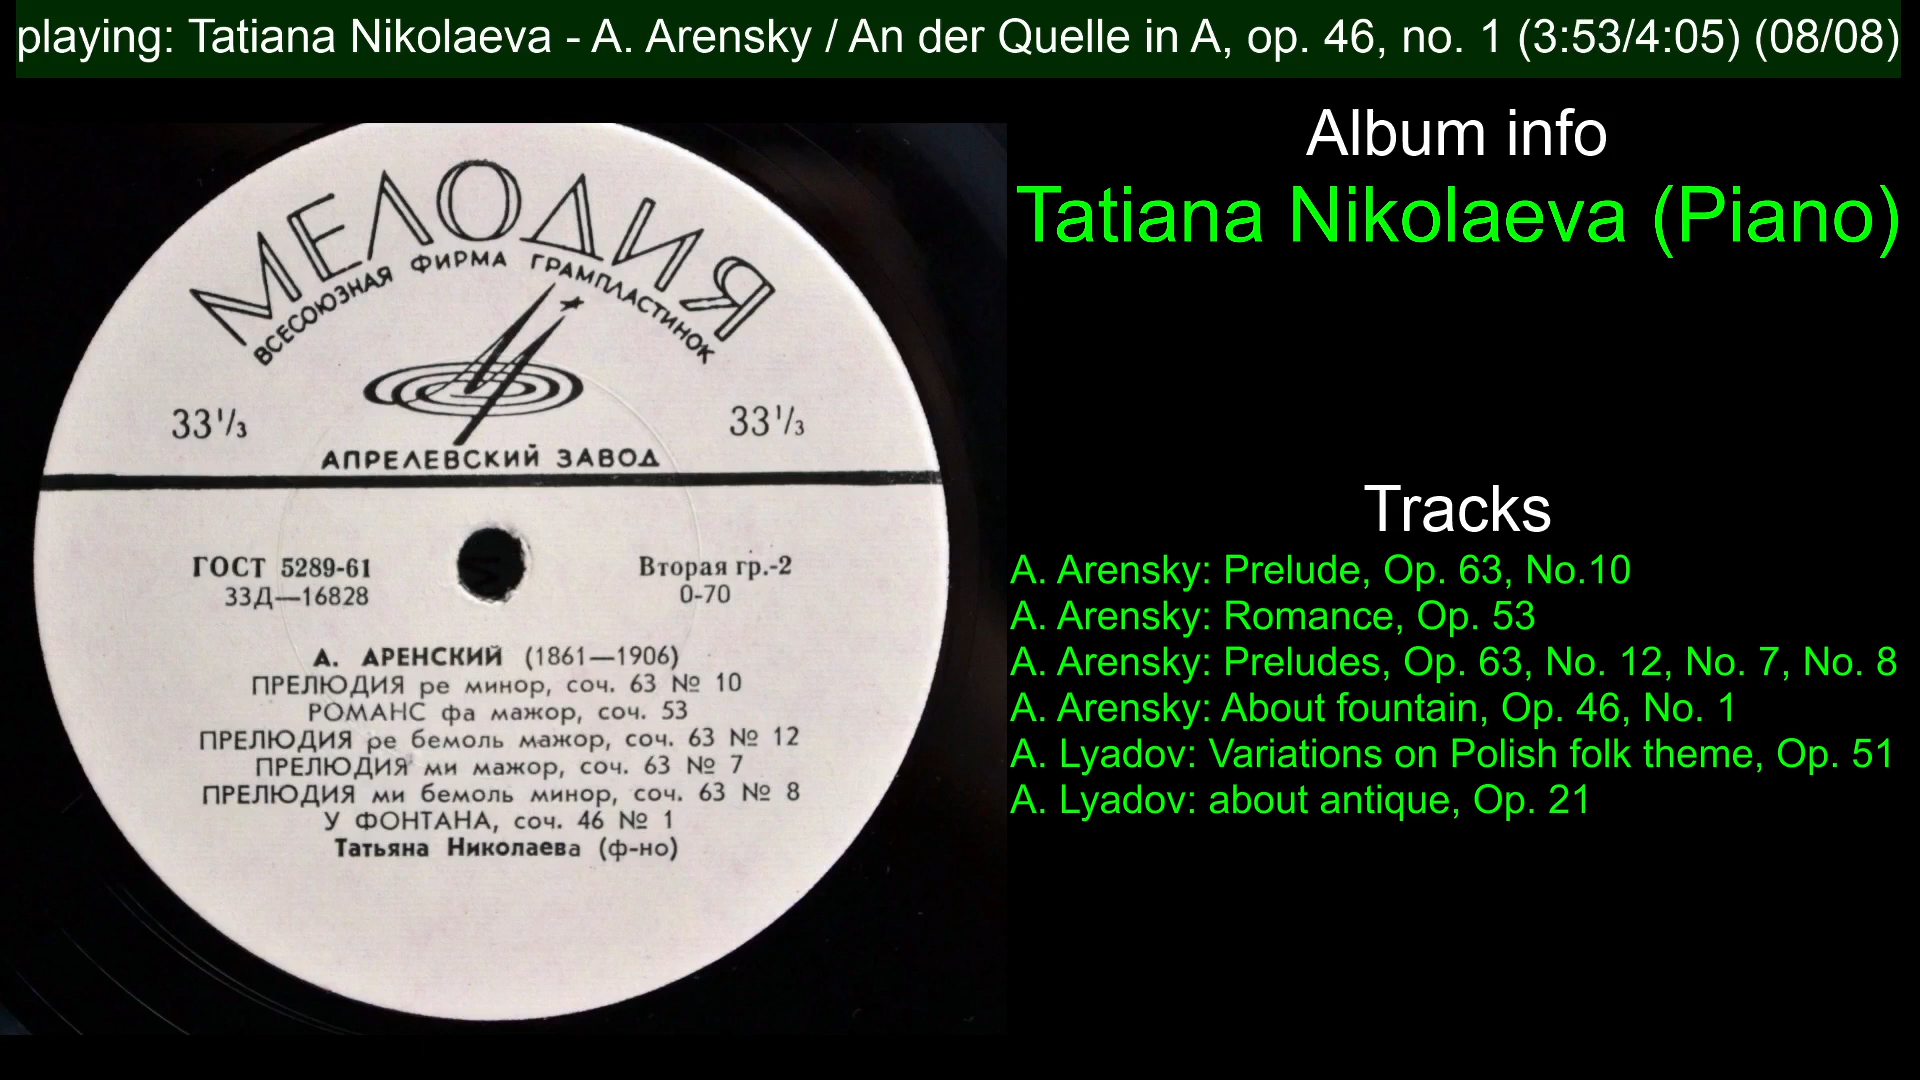 playing: Tatiana Nikolaeva - A. Arensky / An der Quelle in A, op. 46, no. 1 (3:53/4:05) (08/08)
МЕЛОДИЯ
ВСЕСОЮЗНАЯ ФИРМА ГРАМПЛАСТИНОК
33⅓
33⅓
АПРЕЛЕВСКИЙ ЗАВОД
ГОСТ 5289-61
33Д—16828
Вторая гр.-2
0-70
А. АРЕНСКИЙ (1861—1906)
ПРЕЛЮДИЯ ре минор, соч. 63 № 10
РОМАНС фа мажор, соч. 53
ПРЕЛЮДИЯ ре бемоль мажор, соч. 63 № 12
ПРЕЛЮДИЯ ми мажор, соч. 63 № 7
ПРЕЛЮДИЯ ми бемоль минор, соч. 63 № 8
У ФОНТАНА, соч. 46 № 1
Татьяна Николаева (ф-но)
Album info
Tatiana Nikolaeva (Piano)
Tracks
A. Arensky: Prelude, Op. 63, No.10
A. Arensky: Romance, Op. 53
A. Arensky: Preludes, Op. 63, No. 12, No. 7, No. 8
A. Arensky: About fountain, Op. 46, No. 1
A. Lyadov: Variations on Polish folk theme, Op. 51
A. Lyadov: about antique, Op. 21